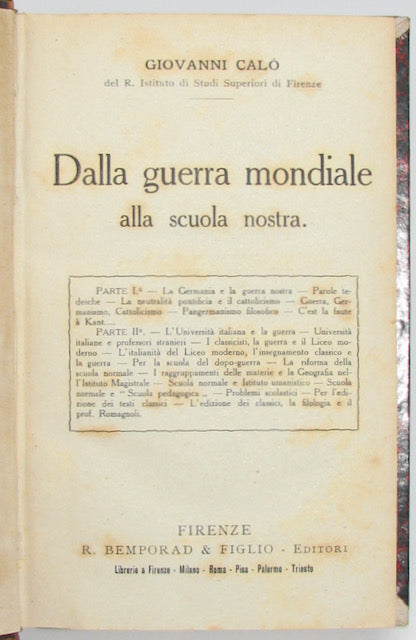 GIOVANNI CALÒ
del R. Istituto di Studi Superiori di Firenze
Dalla guerra mondiale
alla scuola nostra.
PARTE I.ª — La Germania e la guerra nostra — Parole te-
desche — La neutralità pontificia e il cattolicismo — Guerra, Ger-
manismo, Cattolicismo — Pangermanismo filosofico — C'est la faute
à Kant....
PARTE IIª. — L'Università italiana e la guerra — Università
italiane e professori stranieri — I classicisti, la guerra e il Liceo mo-
derno — L'italianità del Liceo moderno, l'insegnamento classico e
la guerra — Per la scuola del dopo-guerra — La riforma della
scuola normale — I raggruppamenti delle materie e la Geografia nel-
l'Istituto Magistrale — Scuola normale e Istituto umanistico — Scuola
normale e " Scuola pedagogica „ — Problemi scolastici — Per l'edi-
zione dei testi classici — L'edizione dei classici, la filologia e il
prof. Romagnoli.
FIRENZE
R. BEMPORAD & FIGLIO - EDITORI
Librerie a Firenze - Milano - Roma - Pisa - Palermo - Trieste